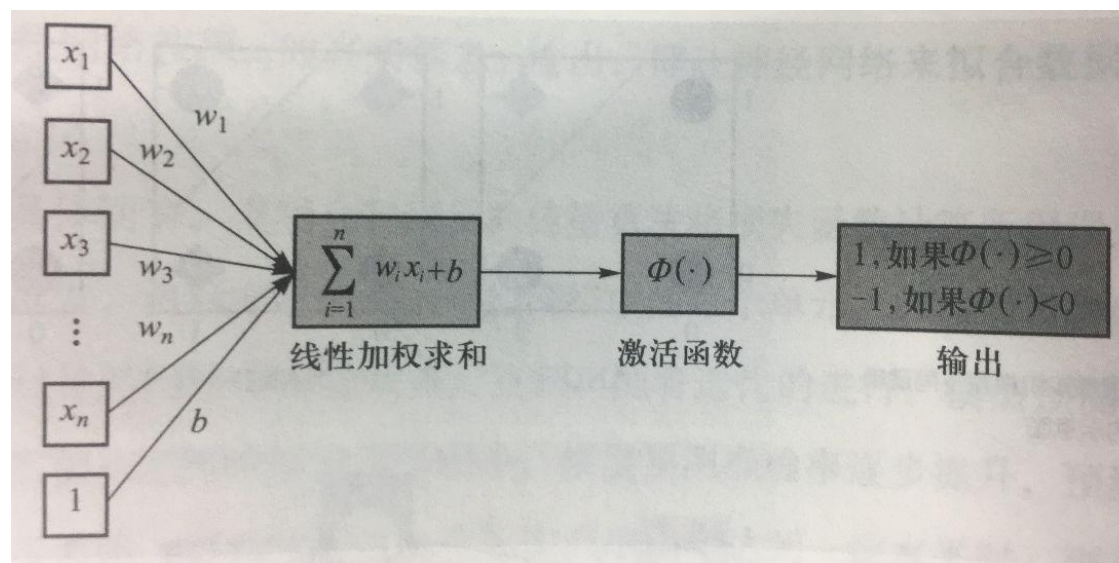 x₁
w₁
x₂
w₂
x₃
w₃
⋮
wₙ
xₙ
b
1
∑ᵢ₌₁ⁿ wᵢxᵢ+b
线性加权求和
Φ(·)
激活函数
1,如果Φ(·)≥0
-1,如果Φ(·)<0
输出